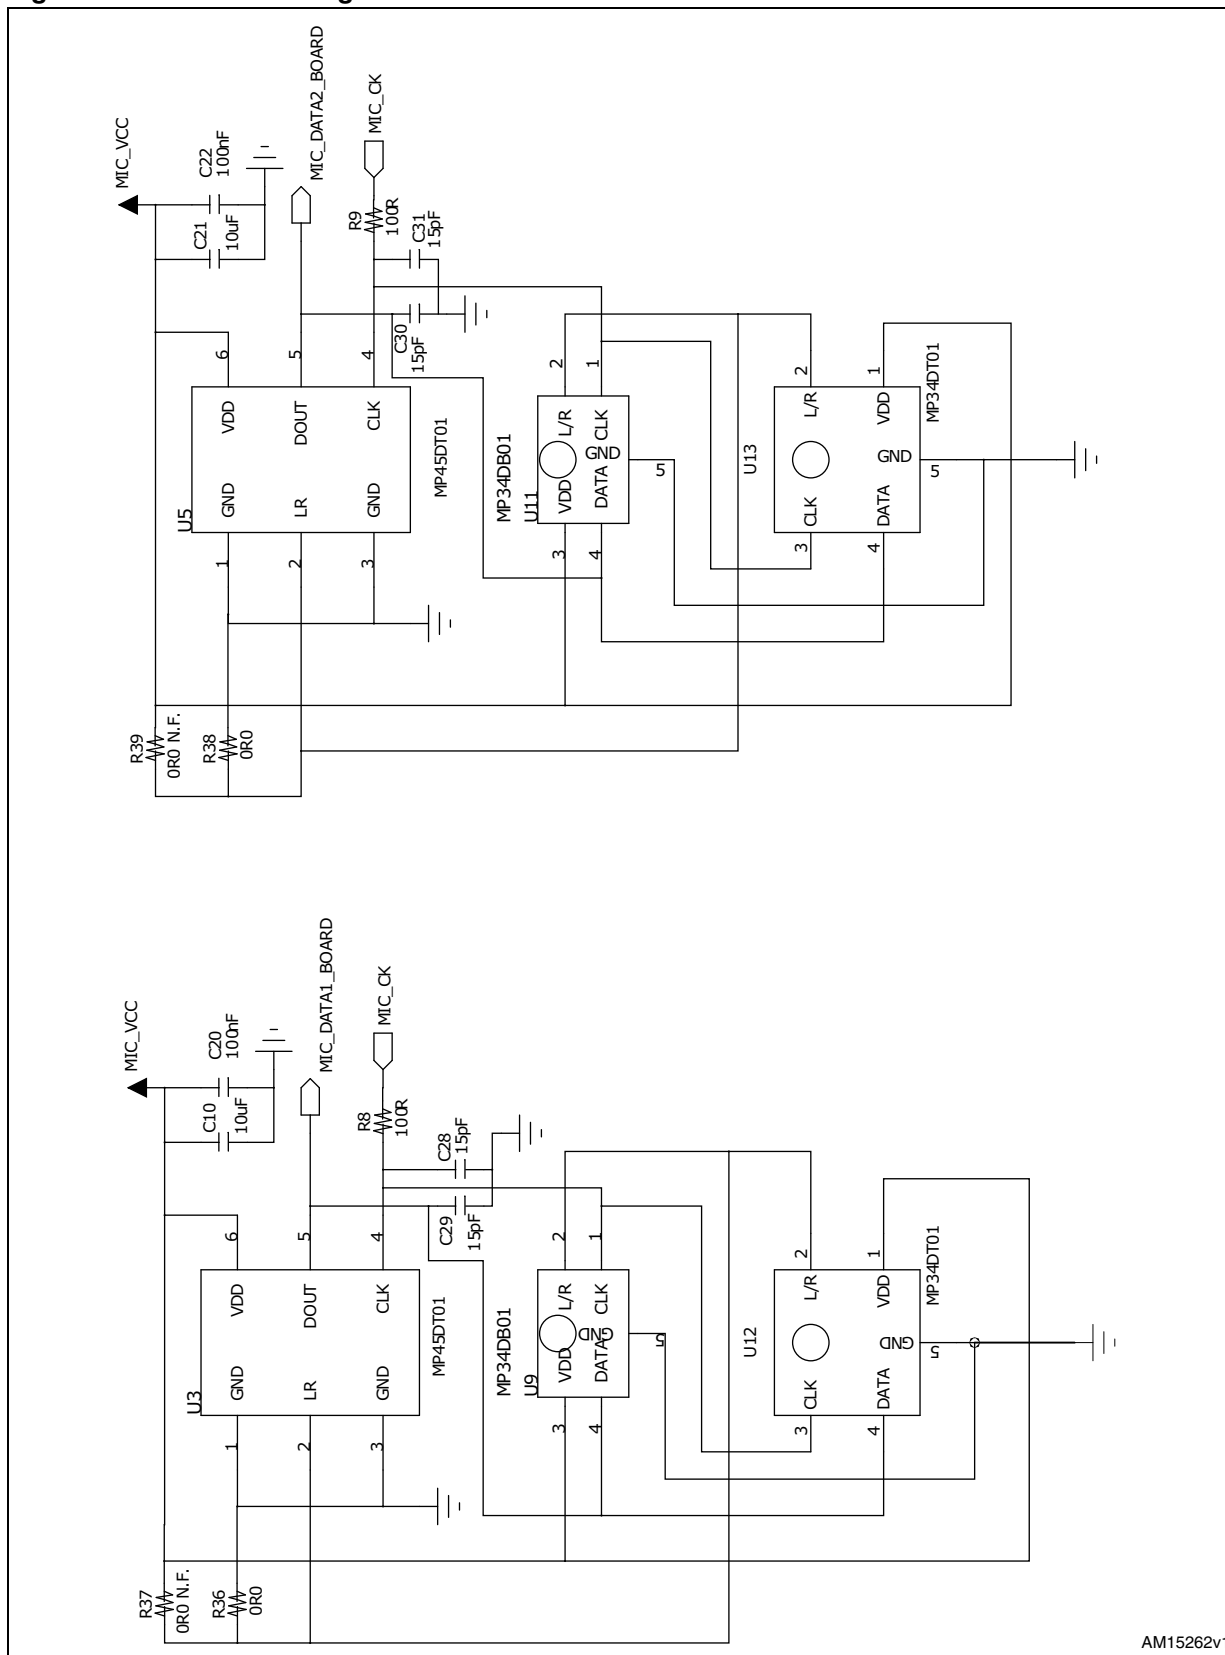 MIC_VCC
C22
100nF
C21
10uF
MIC_DATA2_BOARD
MIC_CK
R9
100R
C31
15pF
C30
15pF
6
5
4
VDD
DOUT
CLK
GND
LR
GND
U5
MP45DT01
1
2
3
2
1
L/R
CLK
GND
VDD
DATA
MP34DB01
U11
5
3
4
2
1
L/R
VDD
MP34DT01
U13
GND
5
CLK
DATA
3
4
R39
0R0 N.F.
R38
0R0
MIC_VCC
C20
100nF
C10
10uF
MIC_DATA1_BOARD
MIC_CK
R8
100R
C28
15pF
C29
15pF
6
5
4
VDD
DOUT
CLK
GND
LR
GND
U3
MP45DT01
1
2
3
2
1
L/R
CLK
GND
VDD
DATA
MP34DB01
U9
5
3
4
2
1
L/R
VDD
MP34DT01
U12
GND
5
CLK
DATA
3
4
R37
0R0 N.F.
R36
0R0
AM15262v1